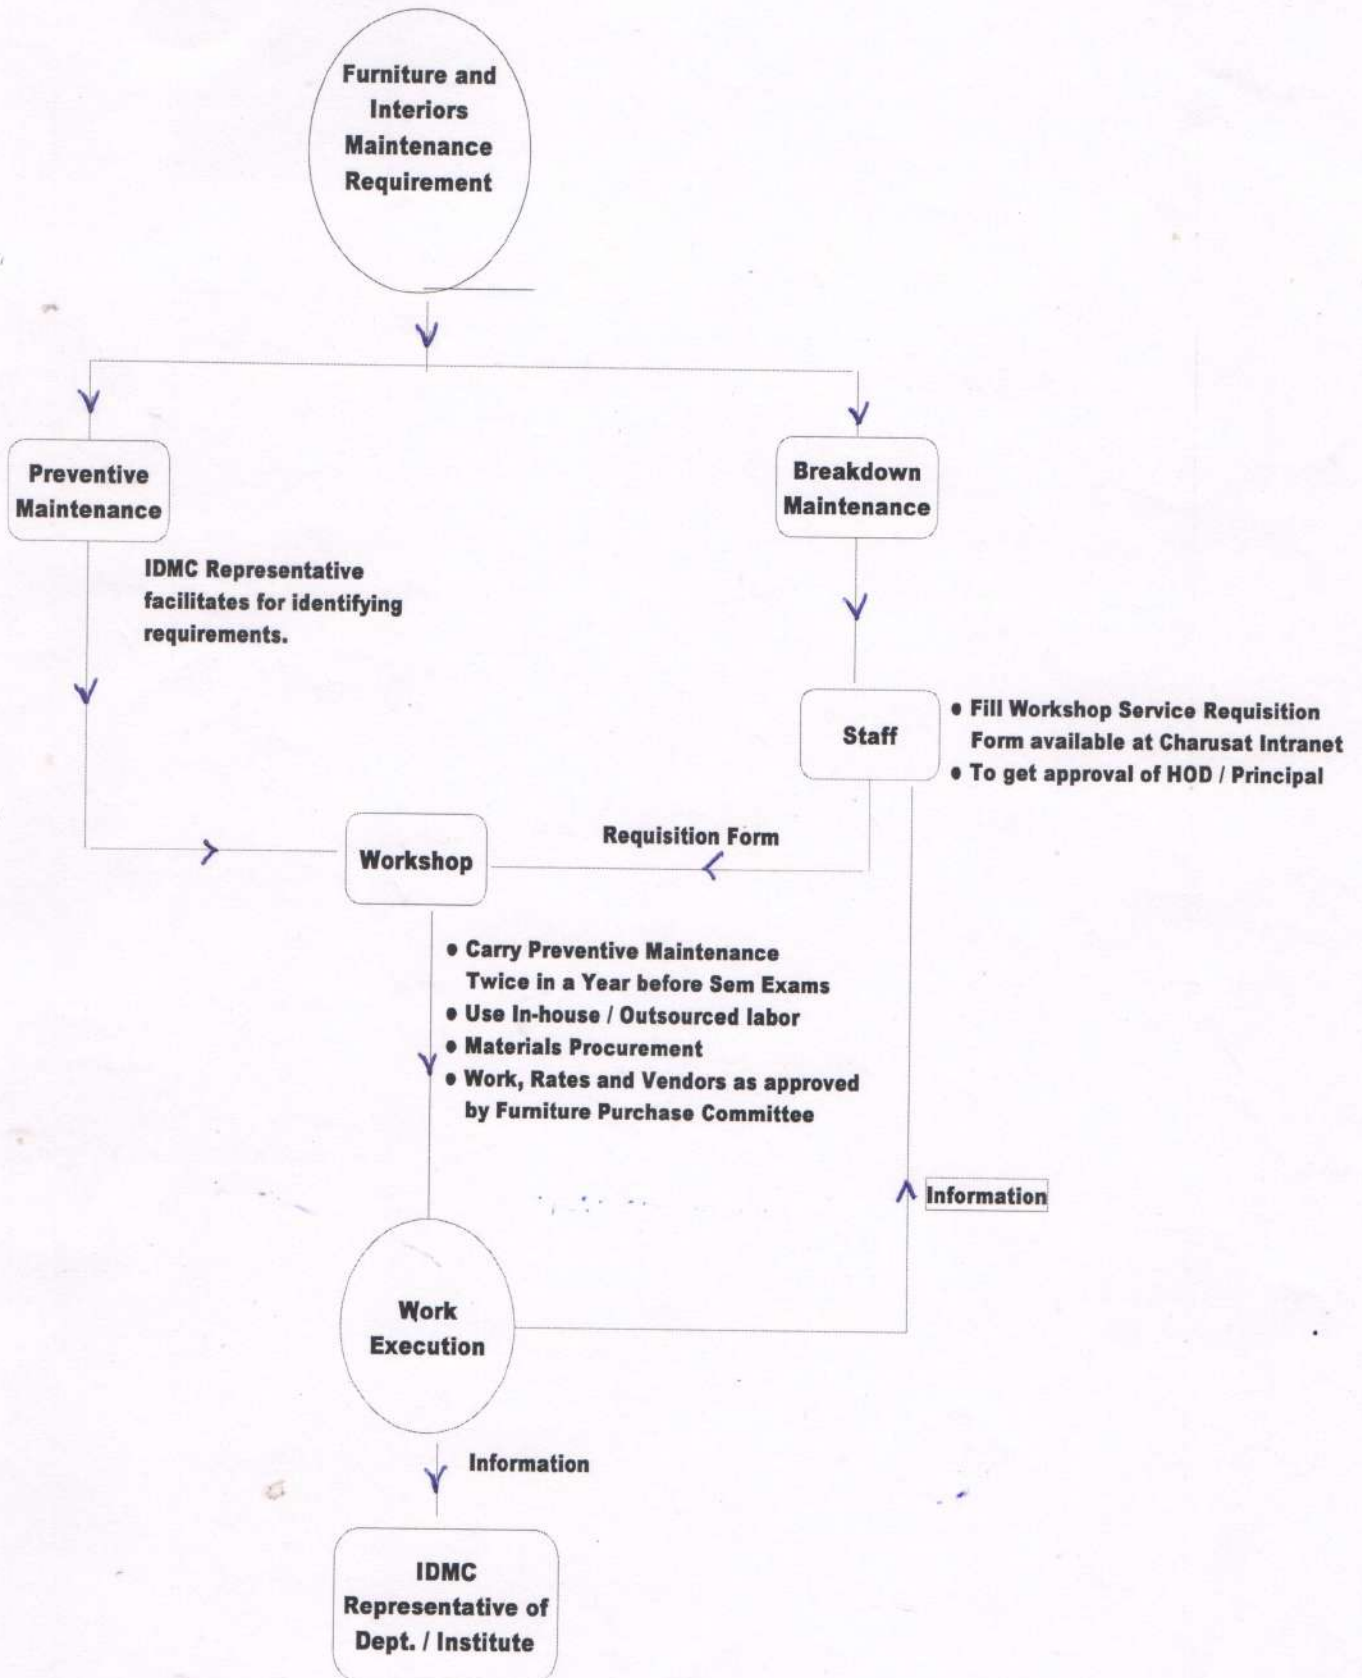 Furniture and
Interiors
Maintenance
Requirement
Preventive
Maintenance
Breakdown
Maintenance
IDMC Representative
facilitates for identifying
requirements.
Staff
● Fill Workshop Service Requisition
Form available at Charusat Intranet
● To get approval of HOD / Principal
Requisition Form
Workshop
● Carry Preventive Maintenance
Twice in a Year before Sem Exams
● Use In-house / Outsourced labor
● Materials Procurement
● Work, Rates and Vendors as approved
by Furniture Purchase Committee
Information
Work
Execution
Information
IDMC
Representative of
Dept. / Institute